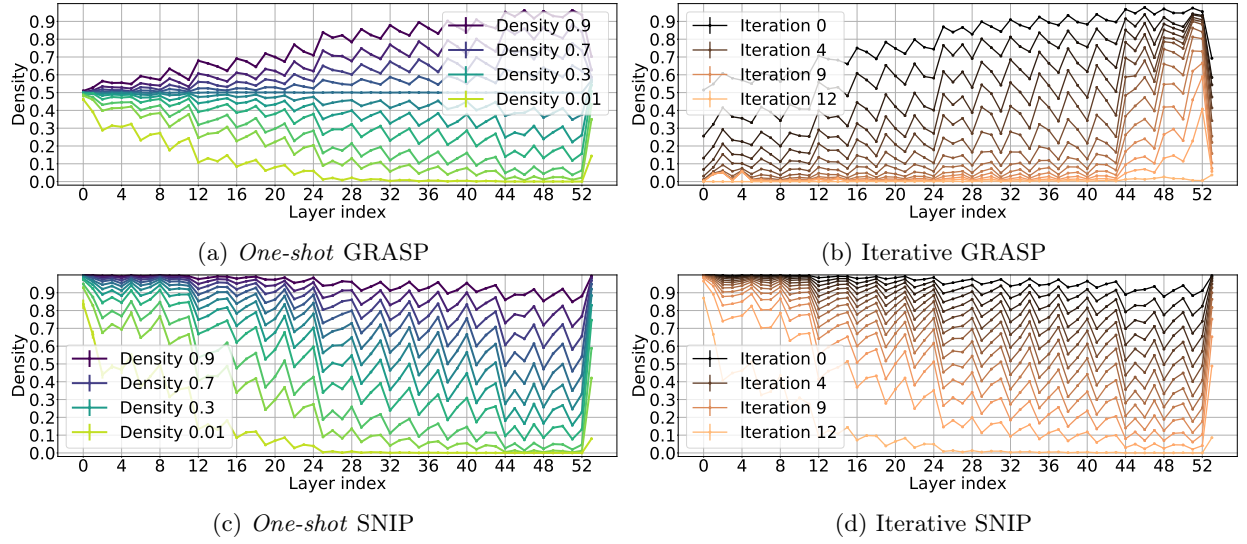 0.9
0.8
0.7
0.6
0.5
0.4
0.3
0.2
0.1
0.0
Density
0 4 8 12 16 20 24 28 32 36 40 44 48 52
Layer index
Density 0.9
Density 0.7
Density 0.3
Density 0.01
(a) One-shot GRASP
0.9
0.8
0.7
0.6
0.5
0.4
0.3
0.2
0.1
0.0
Density
0 4 8 12 16 20 24 28 32 36 40 44 48 52
Layer index
Iteration 0
Iteration 4
Iteration 9
Iteration 12
(b) Iterative GRASP
0.9
0.8
0.7
0.6
0.5
0.4
0.3
0.2
0.1
0.0
Density
0 4 8 12 16 20 24 28 32 36 40 44 48 52
Layer index
Density 0.9
Density 0.7
Density 0.3
Density 0.01
(c) One-shot SNIP
0.9
0.8
0.7
0.6
0.5
0.4
0.3
0.2
0.1
0.0
Density
0 4 8 12 16 20 24 28 32 36 40 44 48 52
Layer index
Iteration 0
Iteration 4
Iteration 9
Iteration 12
(d) Iterative SNIP